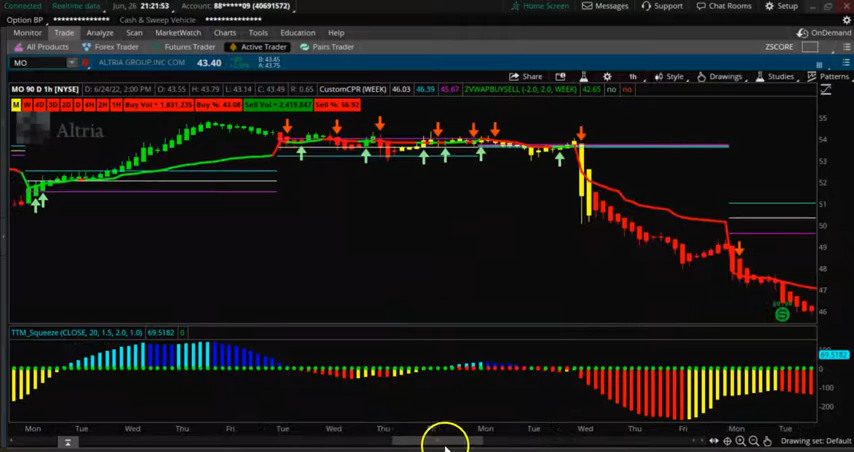 Connected Realtime data Jun, 26 21:21:53 Account: 88******09 (40691572) Home Screen Messages Support Chat Rooms Setup
Option BP Cash & Sweep Vehicle
Monitor Trade Analyze Scan MarketWatch Charts Tools Education Help OnDemand
All Products Forex Trader Futures Trader Active Trader Pairs Trader ZSCORE
MO ALTRIA GROUP INC COM 43.40 B: 43.45
A: 43.75
Share 1h Style Drawings Studies Patterns
MO 90 D 1h [NYSE] D: 6/24/22, 2:00 PM O: 43.55 H: 43.79 L: 43.14 C: 43.49 R: 0.65 CustomCPR (WEEK) 46.03 46.39 45.67 2VWAPBUYSELL (-2.0, 2.0, WEEK) 42.65 no no
M W 4D 3D 2D D 4H 2H 1H Buy Vol = 1,831,235 Buy %: 43.08 Sell Vol = 2,419,847 Sell %: 56.92
Altria
55
54
53
52
51
50
49
48
47
46
TTM_Squeeze (CLOSE, 20, 1.5, 2.0, 1.0) 69.5182 0
100
69.5182
0
-100
-200
Mon Wed Thu Fri Tue Wed Thu Mon Tue Wed Thu Fri Mon Tue
Drawing set: Default